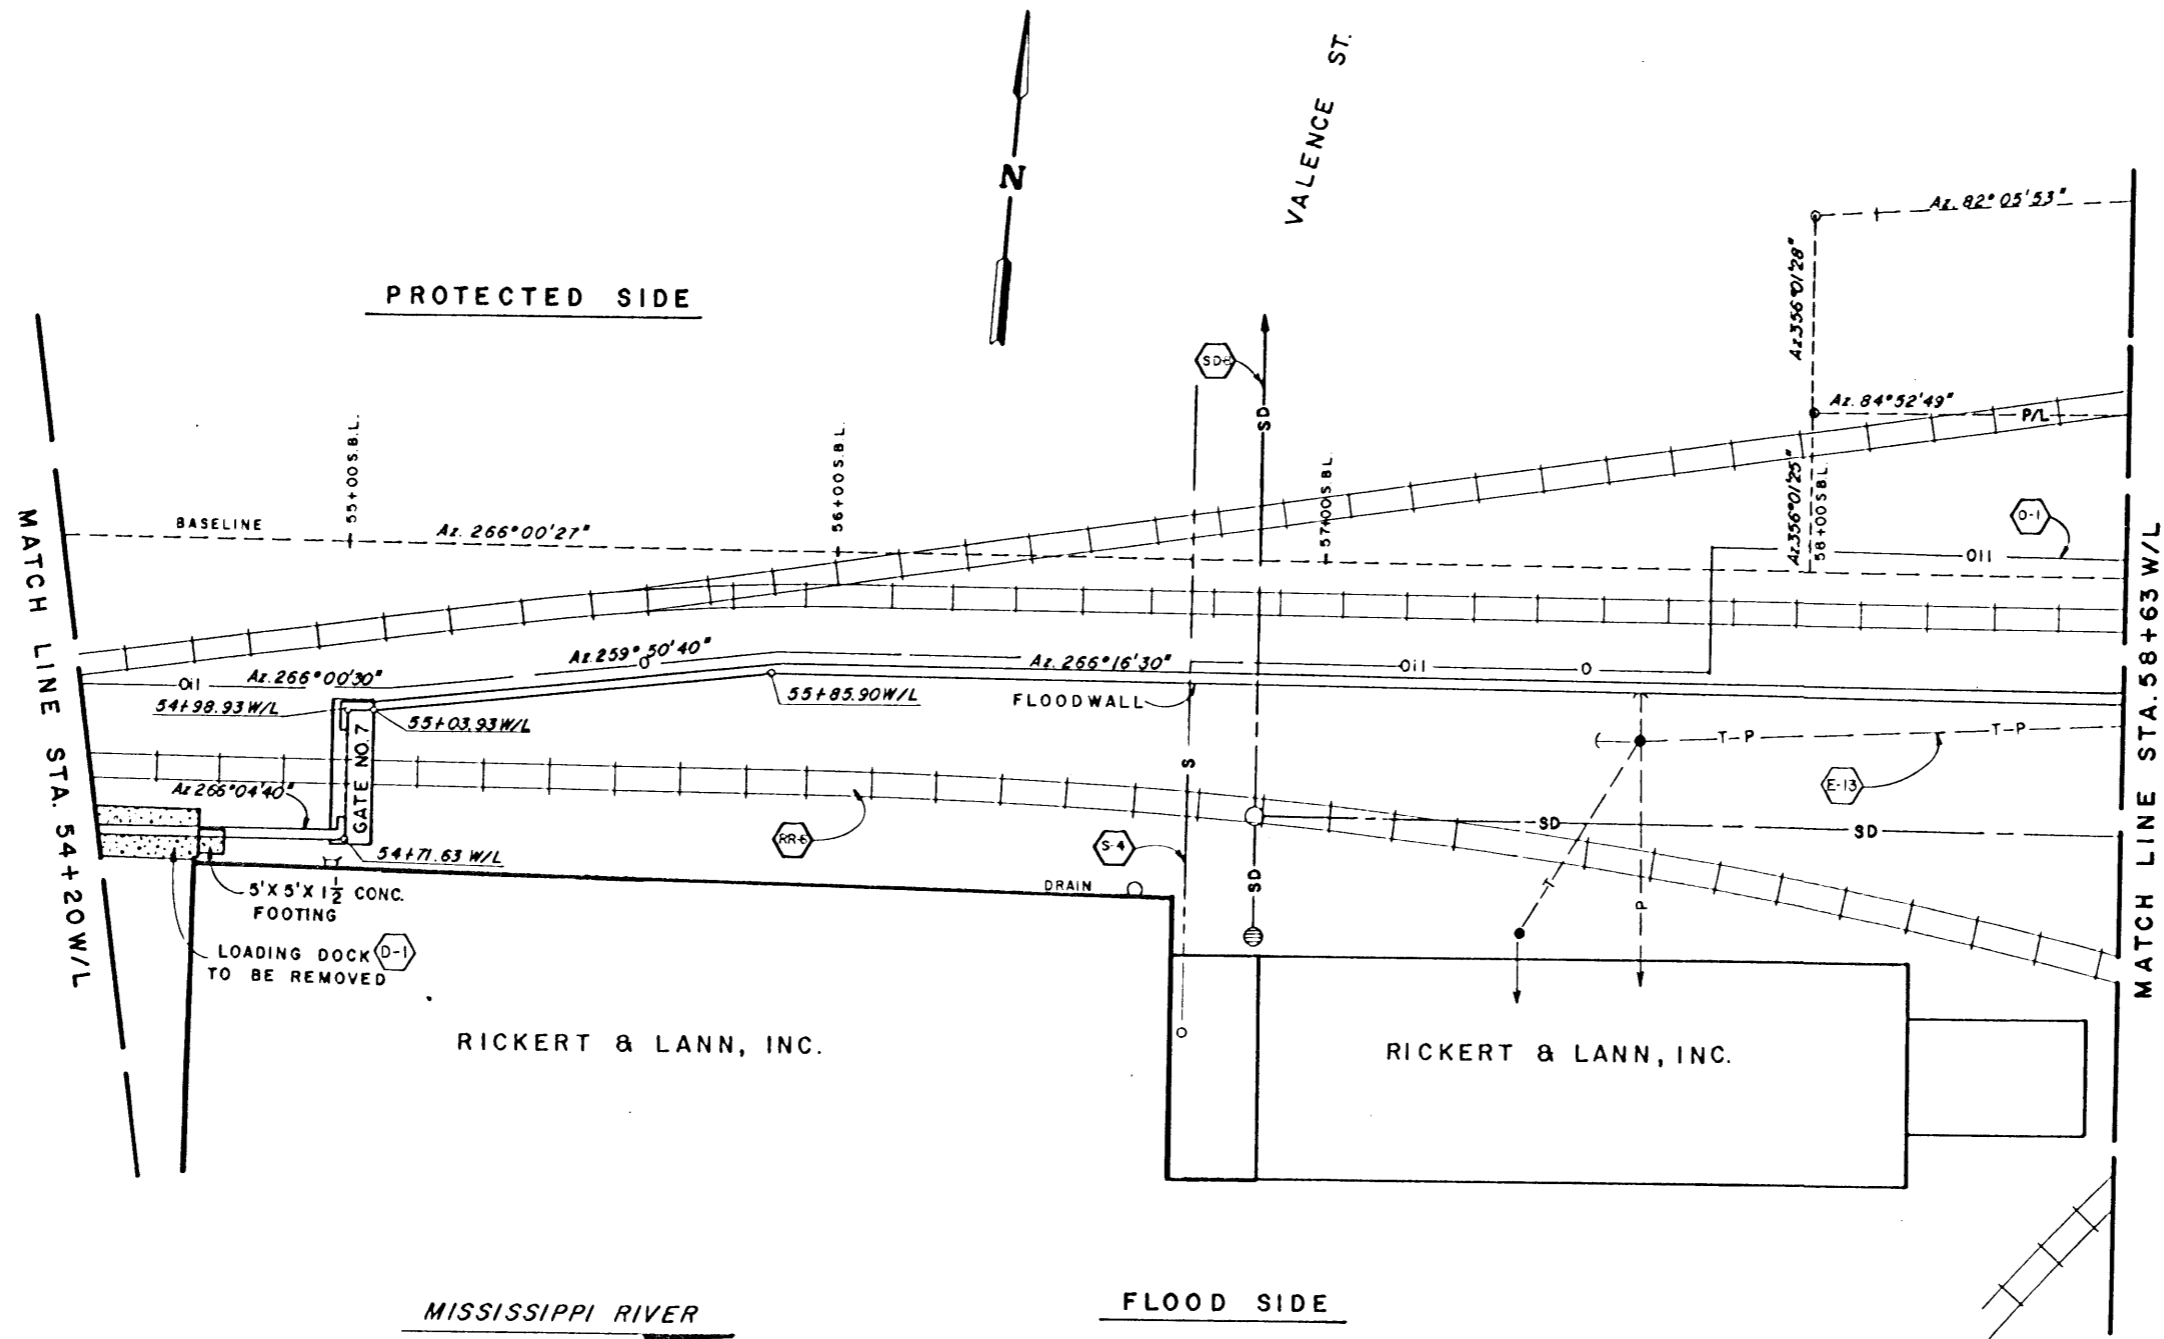 VALENCE ST.
N
PROTECTED SIDE
Az. 82° 05' 53"
Az. 356° 01' 28"
Az. 84° 52' 49"
P/L
SD
55+00 S.B.L.
56+00 S.B.L.
57+00 S.B.L.
Az. 356° 01' 25"
58+00 S.B.L.
BASELINE
Az. 266° 00' 27"
O-1
Oil
MATCH LINE STA. 54+20 W/L
MATCH LINE STA. 58+63 W/L
Oil
Az. 266° 00' 30"
Az. 259° 50' 40"
O
Az. 266° 16' 30"
Oil
O
54+98.93 W/L
55+03.93 W/L
55+85.90 W/L
FLOODWALL
GATE NO. 7
S
T-P
T-P
E-13
Az 266° 04' 40"
RR-6
S-4
SD
SD
54+71.63 W/L
5' X 5' X 1 1/2 CONC.
FOOTING
DRAIN
SD
T
P
LOADING DOCK
TO BE REMOVED
D-1
RICKERT & LANN, INC.
RICKERT & LANN, INC.
MISSISSIPPI RIVER
FLOOD SIDE